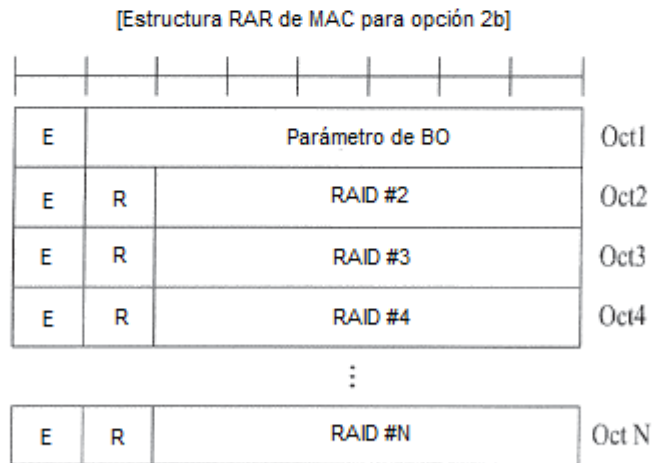 [Estructura RAR de MAC para opción 2b]
E Parámetro de BO Oct1
E R RAID #2 Oct2
E R RAID #3 Oct3
E R RAID #4 Oct4
⋮
E R RAID #N Oct N